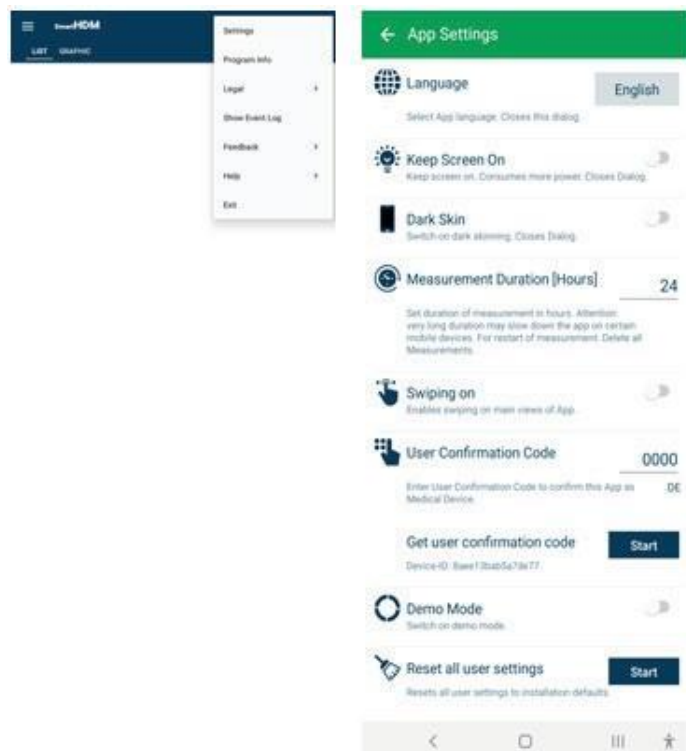 SmartHDM
LIST GRAPHIC
Settings
Program Info
Legal
Show Event Log
Feedback
Help
Exit
App Settings
Language
English
Select App language. Closes this dialog.
Keep Screen On
Keep screen on. Consumes more power. Closes Dialog.
Dark Skin
Switch on dark skinning. Closes Dialog.
Measurement Duration [Hours]
24
Set duration of measurement in hours. Attention:
very long duration may slow down the app on certain
mobile devices. For restart of measurement: Delete all
Measurements.
Swiping on
Enables swiping on main views of App.
User Confirmation Code
0000
Enter User Confirmation Code to confirm this App as
Medical Device.
0E
Get user confirmation code
Start
Device-ID:
Demo Mode
Switch on demo mode.
Reset all user settings
Start
Resets all user settings to installation defaults.